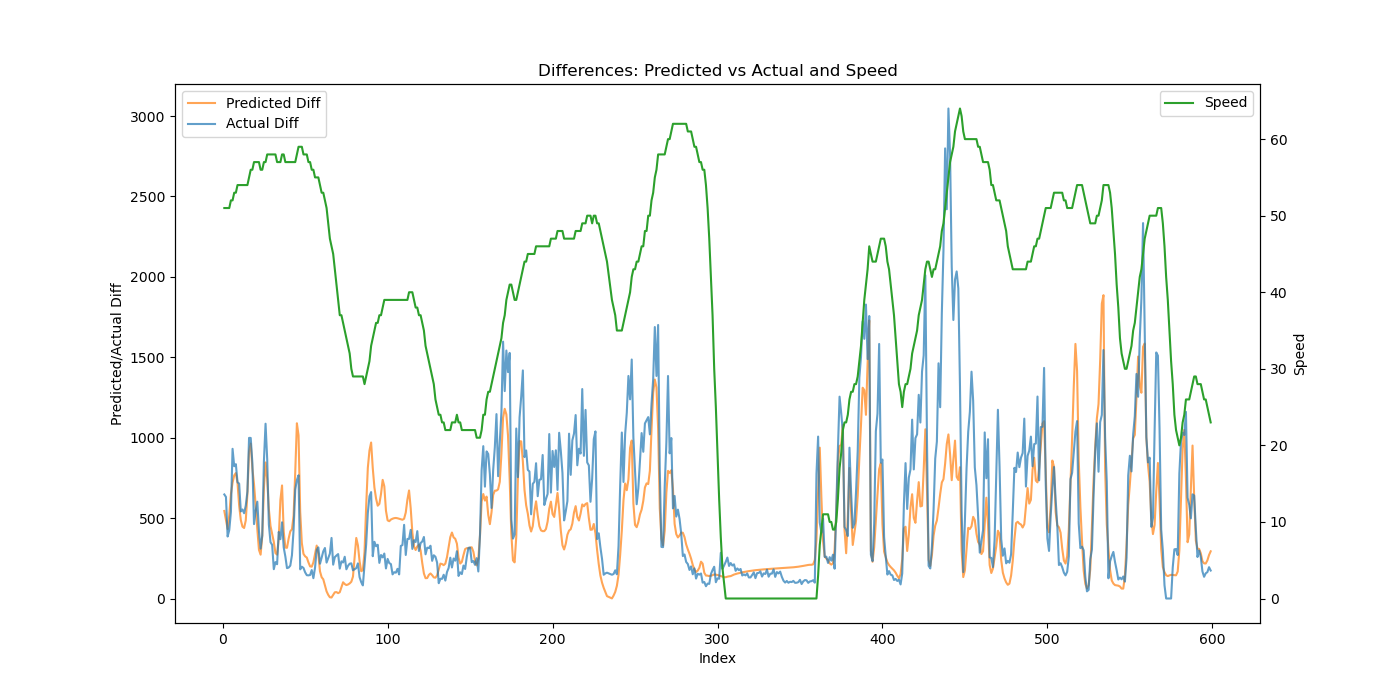 Differences: Predicted vs Actual and Speed
Predicted Diff
Actual Diff
Speed
3000
2500
2000
1500
1000
500
0
Predicted/Actual Diff
60
50
40
30
20
10
0
Speed
0 100 200 300 400 500 600
Index